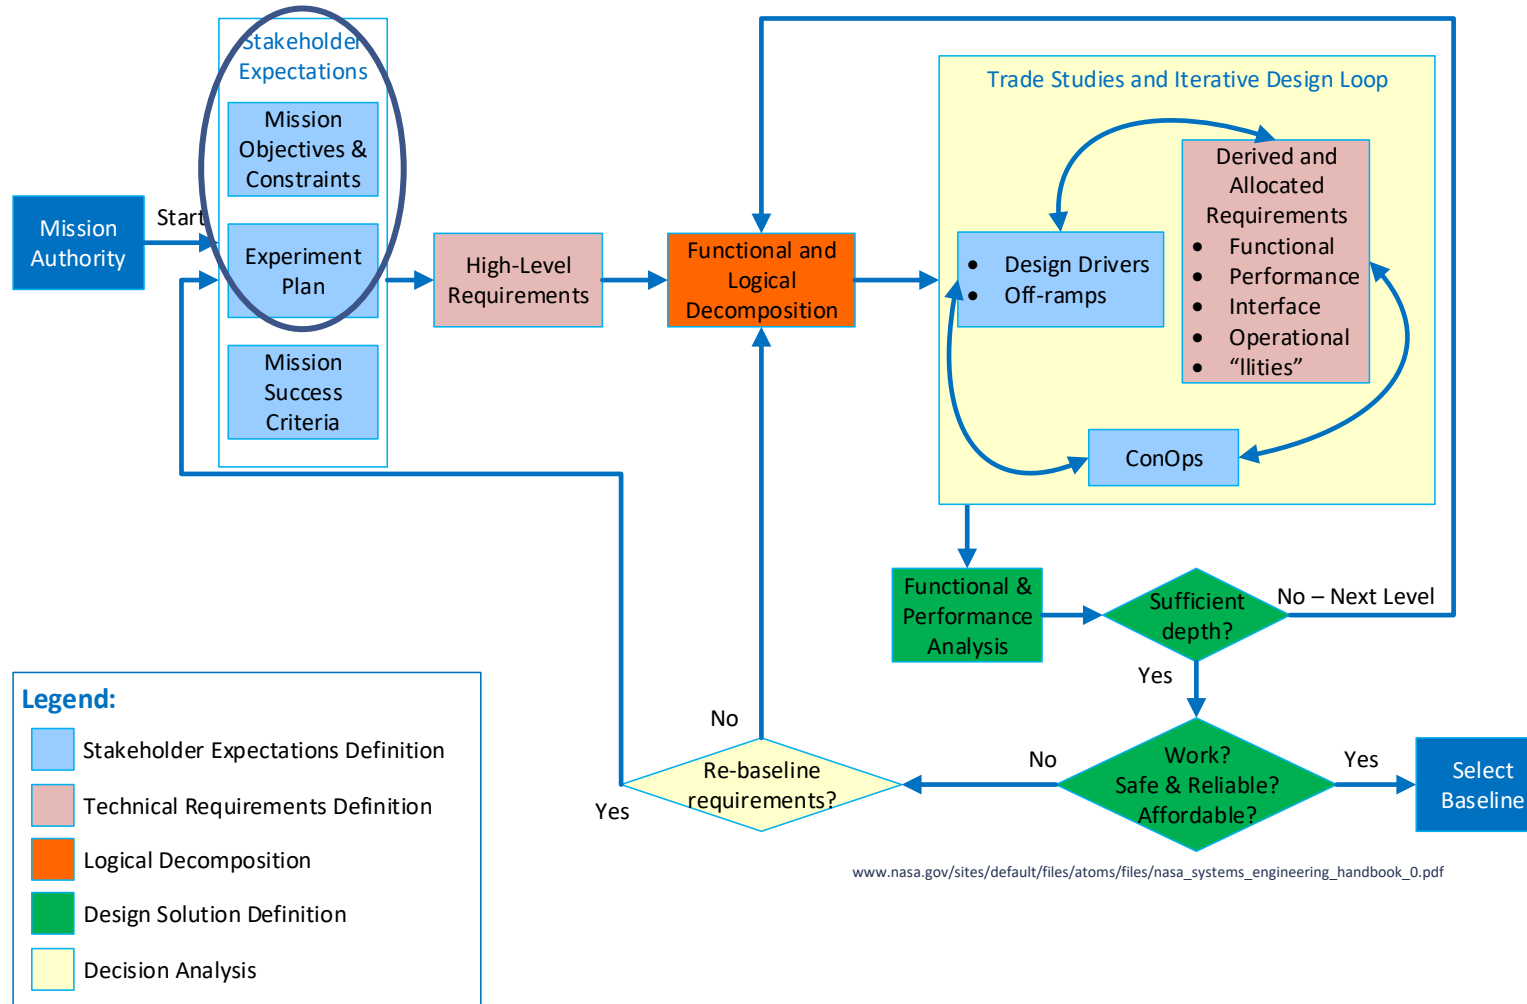 Stakeholder
Expectations
Mission
Objectives &
Constraints
Mission
Authority
Start
Experiment
Plan
Mission
Success
Criteria
High-Level
Requirements
Functional and
Logical
Decomposition
Trade Studies and Iterative Design Loop
• Design Drivers
• Off-ramps
Derived and
Allocated
Requirements
• Functional
• Performance
• Interface
• Operational
• “Ilities”
ConOps
Functional &
Performance
Analysis
Sufficient
depth?
No – Next Level
Yes
Work?
Safe & Reliable?
Affordable?
Yes
Select
Baseline
No
Re-baseline
requirements?
No
Yes
www.nasa.gov/sites/default/files/atoms/files/nasa_systems_engineering_handbook_0.pdf
Legend:
Stakeholder Expectations Definition
Technical Requirements Definition
Logical Decomposition
Design Solution Definition
Decision Analysis